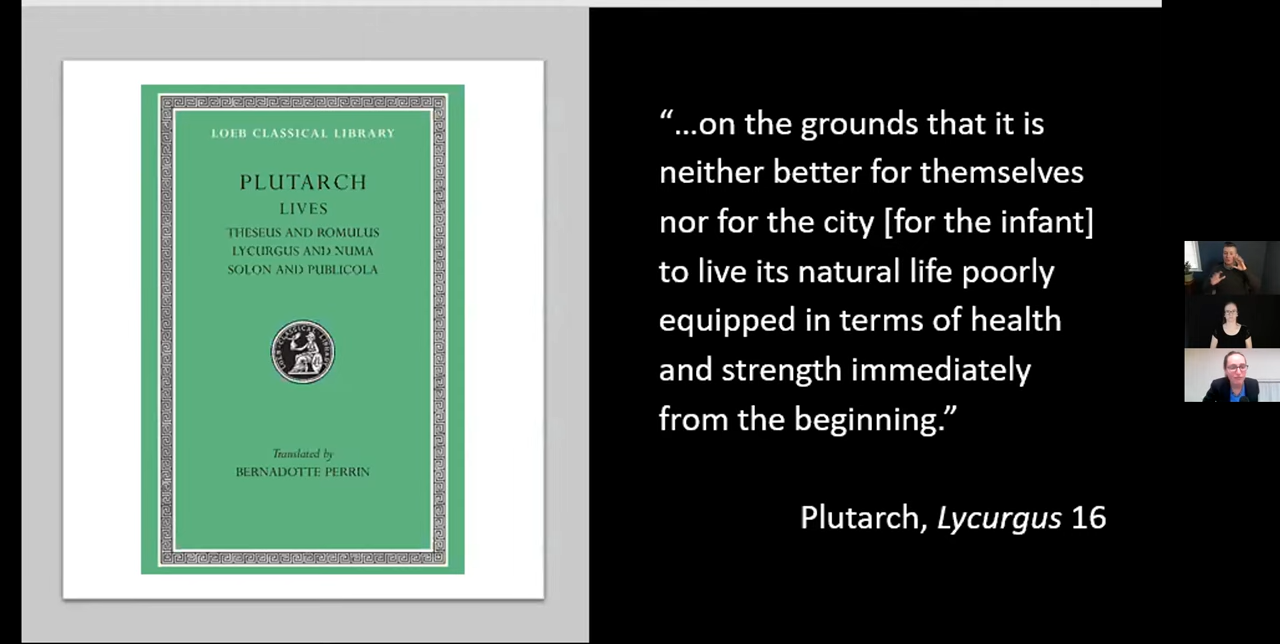 LOEB CLASSICAL LIBRARY
PLUTARCH
LIVES
THESEUS AND ROMULUS
LYCURGUS AND NUMA
SOLON AND PUBLICOLA
Translated by
BERNADOTTE PERRIN
“...on the grounds that it is
neither better for themselves
nor for the city [for the infant]
to live its natural life poorly
equipped in terms of health
and strength immediately
from the beginning.”
Plutarch, Lycurgus 16